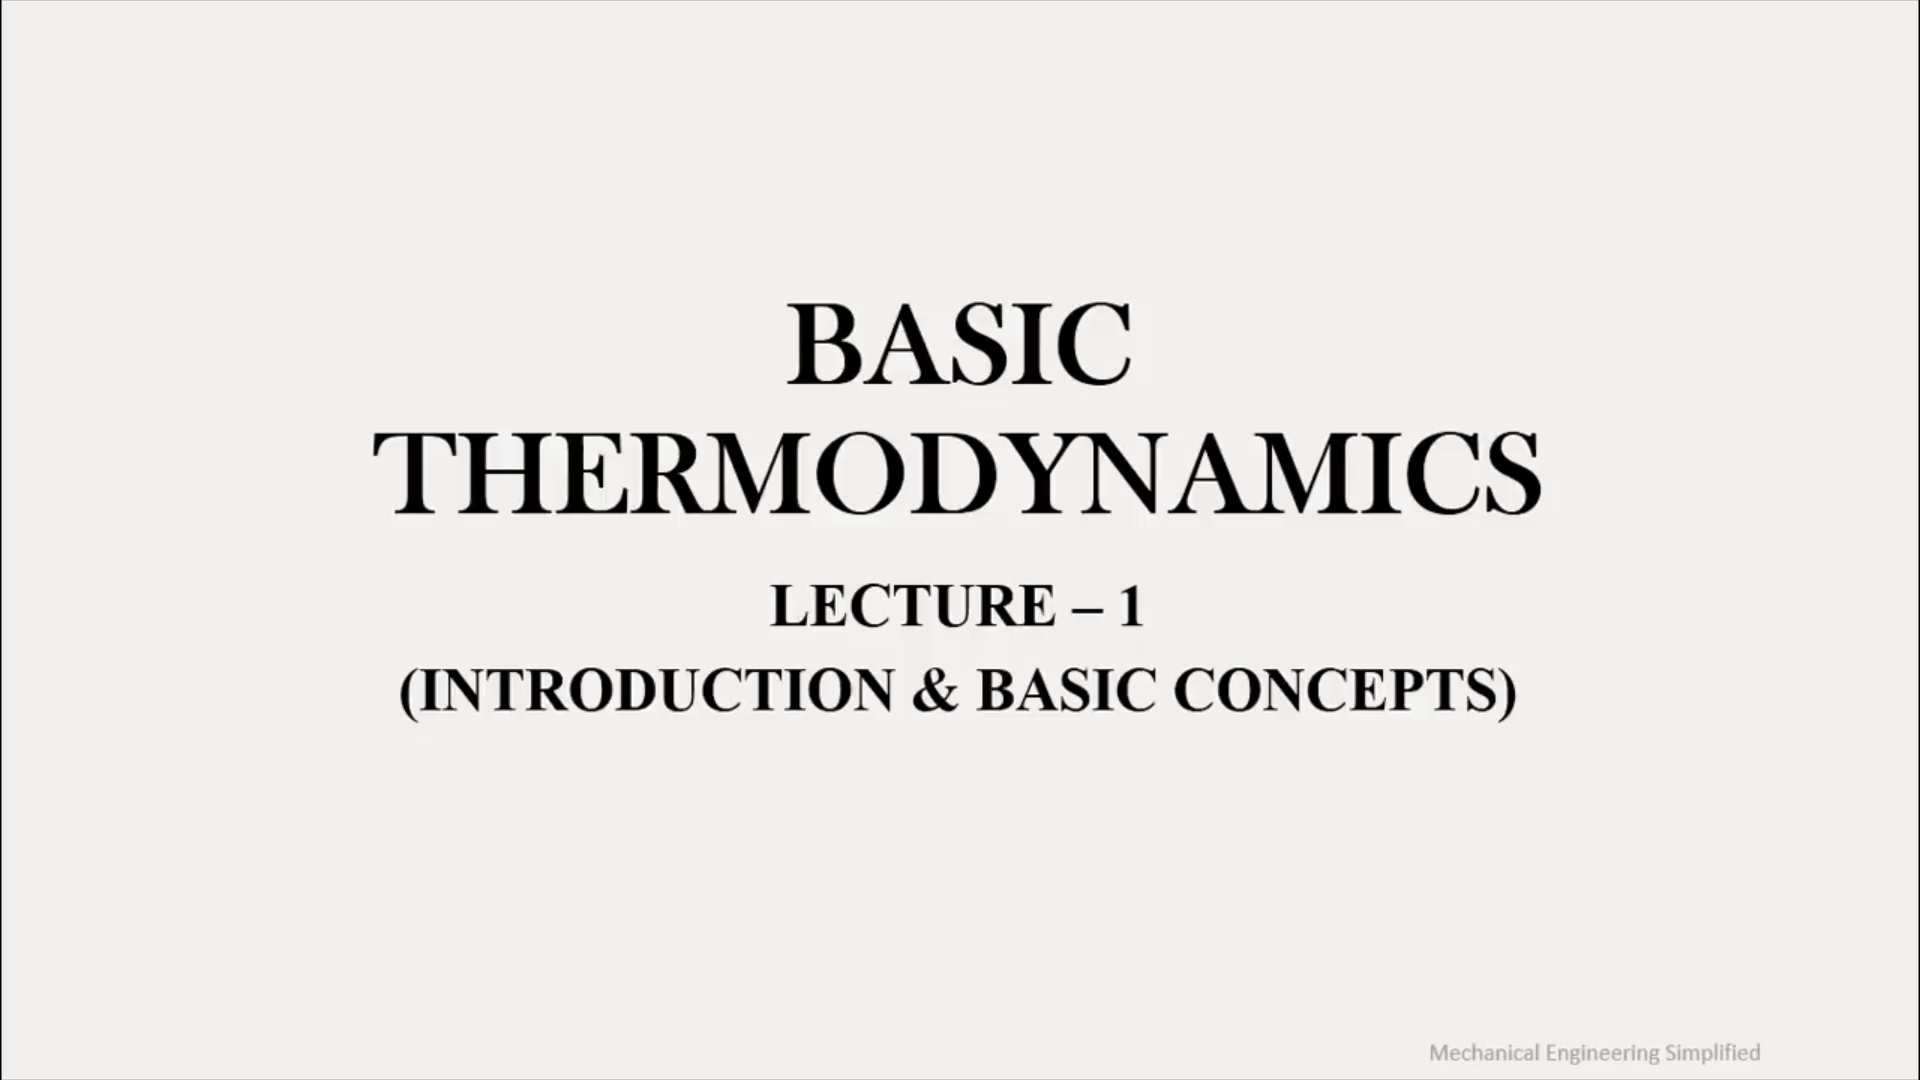 BASIC
THERMODYNAMICS
LECTURE – 1
(INTRODUCTION & BASIC CONCEPTS)
Mechanical Engineering Simplified